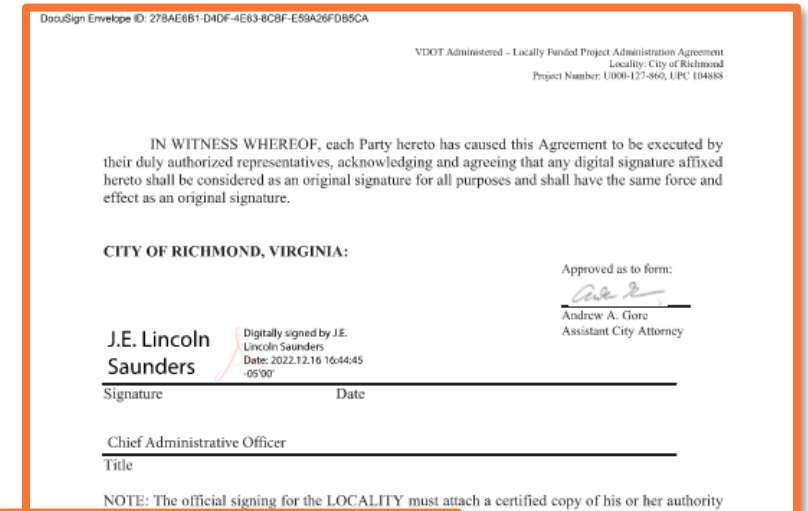 DocuSign Envelope ID: 27BAE6B1-D4DF-4E63-8CBF-E59A26FDB5CA
VDOT Administered – Locally Funded Project Administration Agreement
Locality: City of Richmond
Project Number: U000-127-860, UPC 104888
IN WITNESS WHEREOF, each Party hereto has caused this Agreement to be executed by
their duly authorized representatives, acknowledging and agreeing that any digital signature affixed
hereto shall be considered as an original signature for all purposes and shall have the same force and
effect as an original signature.
CITY OF RICHMOND, VIRGINIA:
Approved as to form:
Andrew A. Gore
Assistant City Attorney
J.E. Lincoln
Saunders
Digitally signed by J.E.
Lincoln Saunders
Date: 2022.12.16 16:44:45
-05'00'
Signature Date
Chief Administrative Officer
Title
NOTE: The official signing for the LOCALITY must attach a certified copy of his or her authority